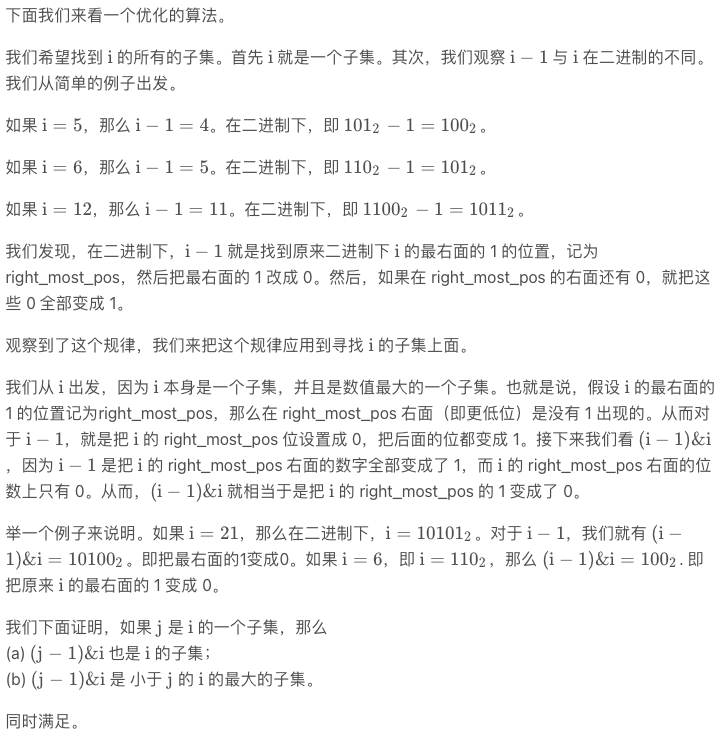 下面我们来看一个优化的算法。
我们希望找到 i 的所有的子集。首先 i 就是一个子集。其次，我们观察 i − 1 与 i 在二进制的不同。
我们从简单的例子出发。
如果 i = 5，那么 i − 1 = 4。在二进制下，即 101₂ − 1 = 100₂ 。
如果 i = 6，那么 i − 1 = 5。在二进制下，即 110₂ − 1 = 101₂ 。
如果 i = 12，那么 i − 1 = 11。在二进制下，即 1100₂ − 1 = 1011₂ 。
我们发现，在二进制下，i − 1 就是找到原来二进制下 i 的最右面的 1 的位置，记为
right_most_pos，然后把最右面的 1 改成 0。然后，如果在 right_most_pos 的右面还有 0，就把这
些 0 全部变成 1。
观察到了这个规律，我们来把这个规律应用到寻找 i 的子集上面。
我们从 i 出发，因为 i 本身是一个子集，并且是数值最大的一个子集。也就是说，假设 i 的最右面的
1 的位置记为right_most_pos，那么在 right_most_pos 右面（即更低位）是没有 1 出现的。从而对
于 i − 1，就是把 i 的 right_most_pos 位设置成 0，把后面的位都变成 1。接下来我们看 (i − 1)&i
，因为 i − 1 是把 i 的 right_most_pos 右面的数字全部变成了 1，而 i 的 right_most_pos 右面的位
数上只有 0。从而，(i − 1)&i 就相当于是把 i 的 right_most_pos 的 1 变成了 0。
举一个例子来说明。如果 i = 21，那么在二进制下，i = 10101₂ 。对于 i − 1，我们就有 (i −
1)&i = 10100₂ 。即把最右面的1变成0。如果 i = 6，即 i = 110₂ ，那么 (i − 1)&i = 100₂ . 即
把原来 i 的最右面的 1 变成 0。
我们下面证明，如果 j 是 i 的一个子集，那么
(a) (j − 1)&i 也是 i 的子集；
(b) (j − 1)&i 是 小于 j 的 i 的最大的子集。
同时满足。